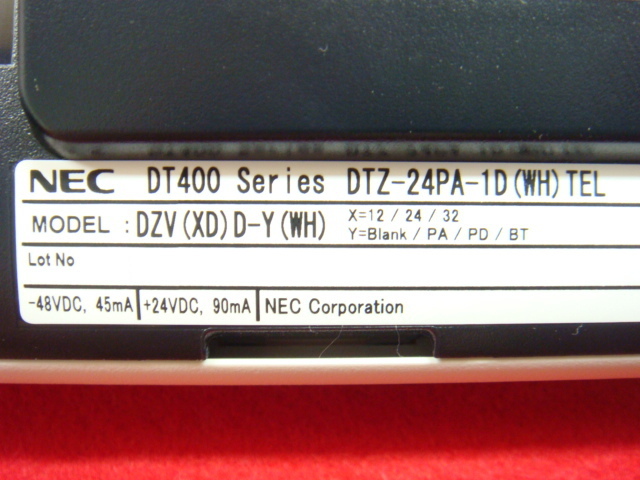 NEC DT400 Series DTZ-24PA-1D(WH)TEL
MODEL : DZV(XD)D-Y(WH) X=12 / 24 / 32
Y=Blank / PA / PD / BT
Lot No
-48VDC, 45mA +24VDC, 90mA NEC Corporation